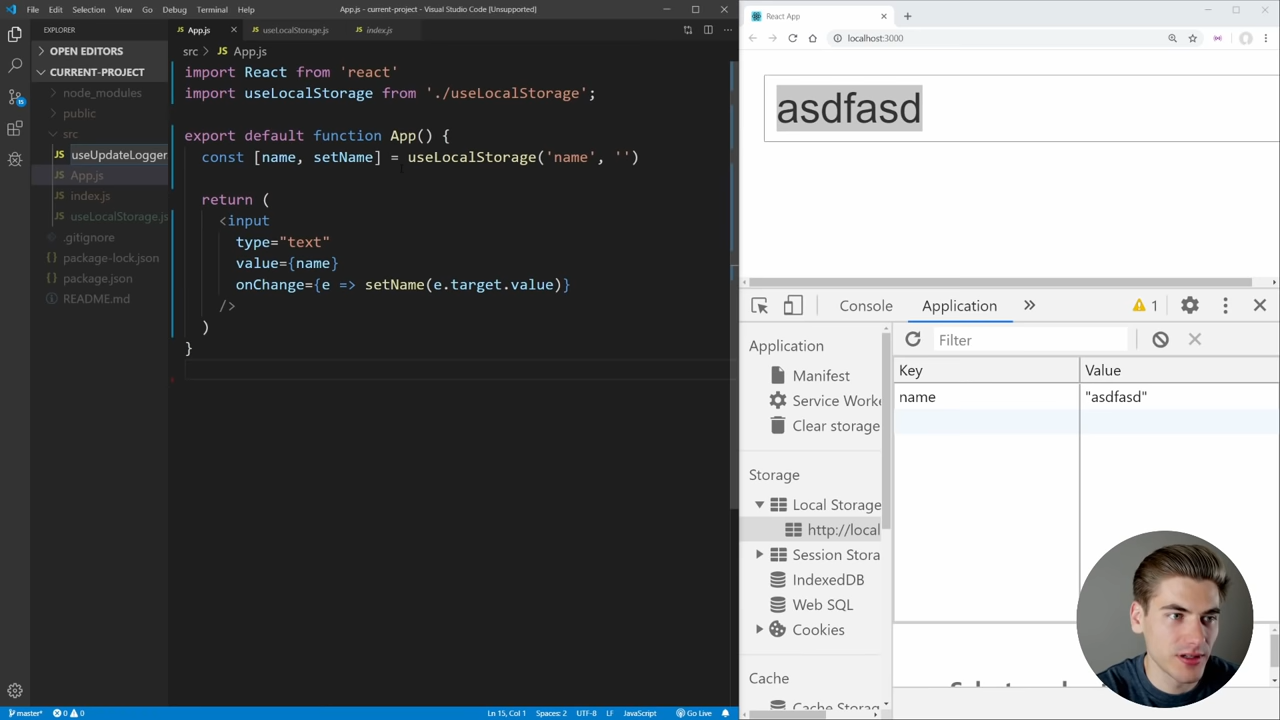 File Edit Selection View Go Debug Terminal Help
App.js - current-project - Visual Studio Code [Unsupported]
EXPLORER
OPEN EDITORS
CURRENT-PROJECT
node_modules
public
src
useUpdateLogger
App.js
index.js
useLocalStorage.js
.gitignore
package-lock.json
package.json
README.md
App.js useLocalStorage.js index.js
src > App.js
import React from 'react'
import useLocalStorage from './useLocalStorage';
export default function App() {
const [name, setName] = useLocalStorage('name', '')
return (
<input
type="text"
value={name}
onChange={e => setName(e.target.value)}
/>
)
}
master* 0 0
Ln 15, Col 1 Spaces: 2 UTF-8 LF JavaScript Go Live
React App
localhost:3000
asdfasd
Console Application 1
Application
Manifest
Service Worke
Clear storage
Storage
Local Storage
http://local
Session Stora
IndexedDB
Web SQL
Cookies
Cache
Filter
Key Value
name "asdfasd"